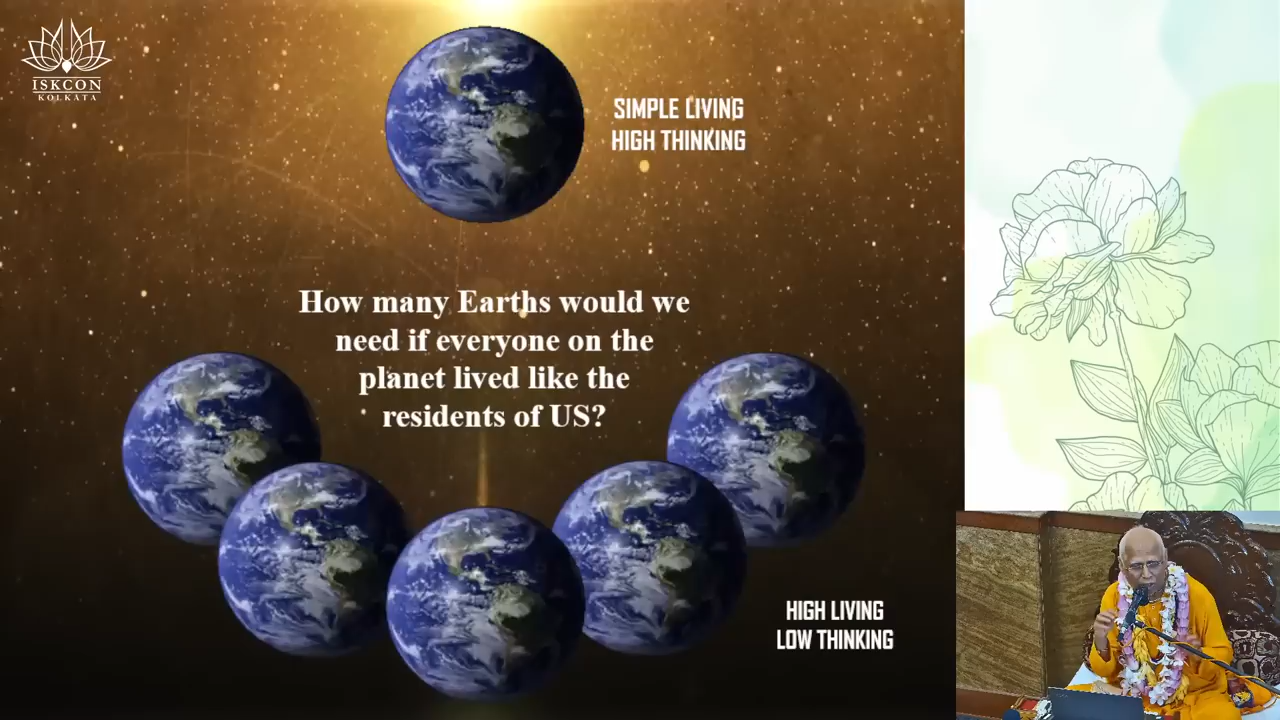 ISKCON
KOLKATA
SIMPLE LIVING
HIGH THINKING
How many Earths would we
need if everyone on the
planet lived like the
residents of US?
HIGH LIVING
LOW THINKING